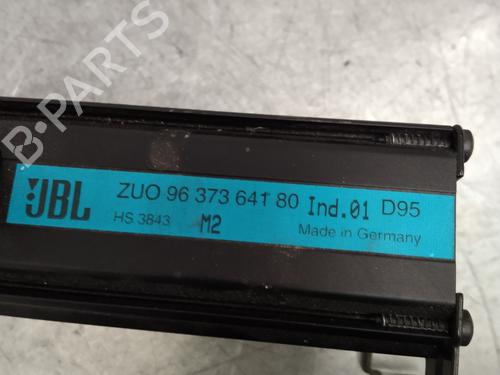 B-PARTS
JBL ZUO 96 373 641 80 Ind.01 D95
HS 3843 M2 Made in Germany